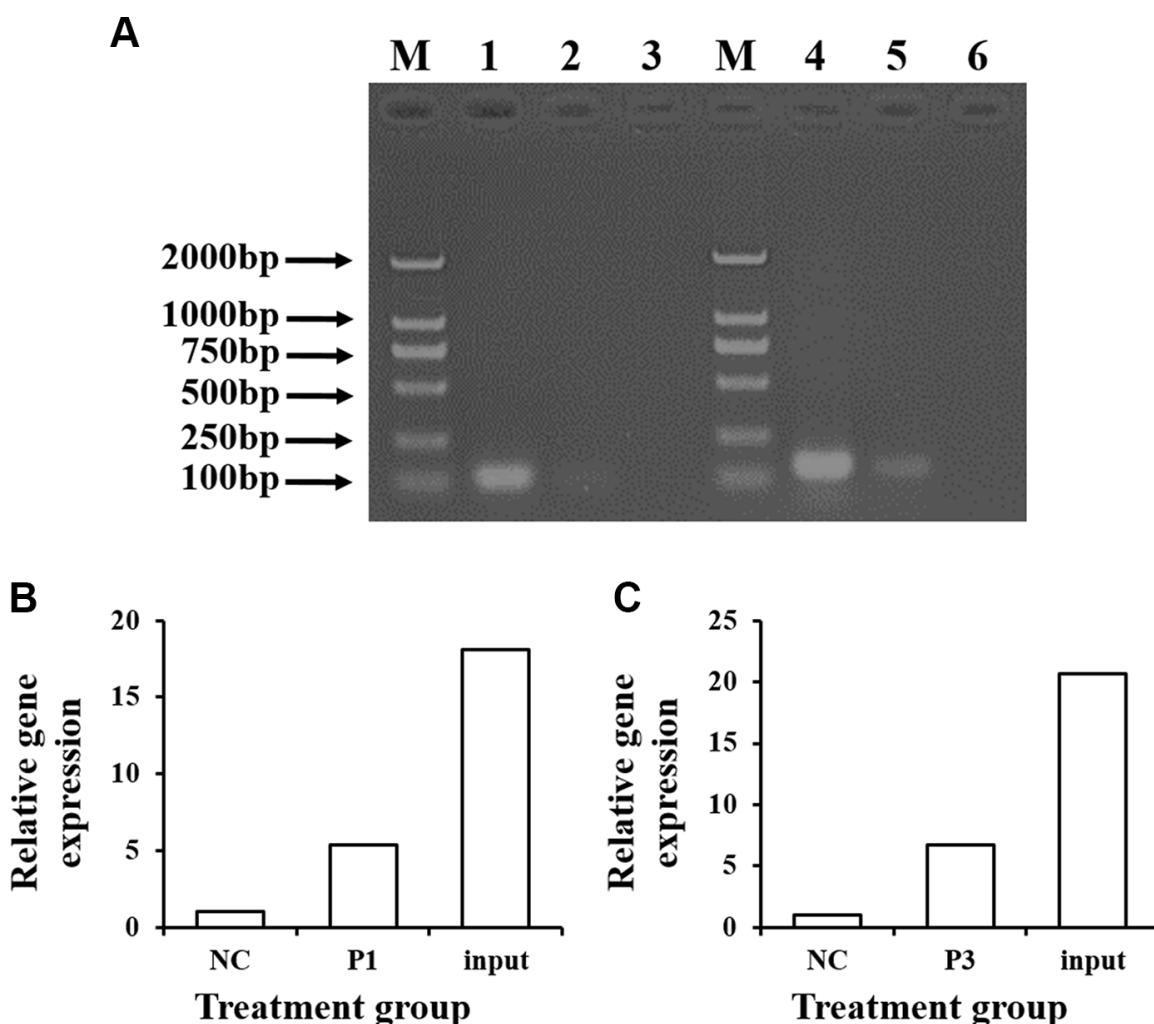 A
M 1 2 3 M 4 5 6
2000bp
1000bp
750bp
500bp
250bp
100bp
B
Relative gene
expression
20
15
10
5
0
NC P1 input
Treatment group
C
Relative gene
expression
25
20
15
10
5
0
NC P3 input
Treatment group